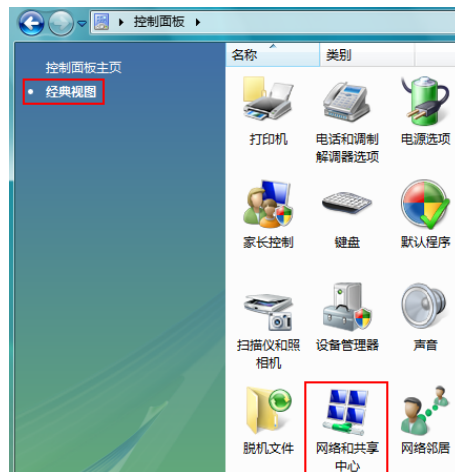 控制面板
名称 类别
控制面板主页
经典视图
打印机 电话和调制 电源选项
解调器选项
家长控制 键盘 默认程序
扫描仪和照 设备管理器 声音
相机
脱机文件 网络和共享 网络邻居
中心